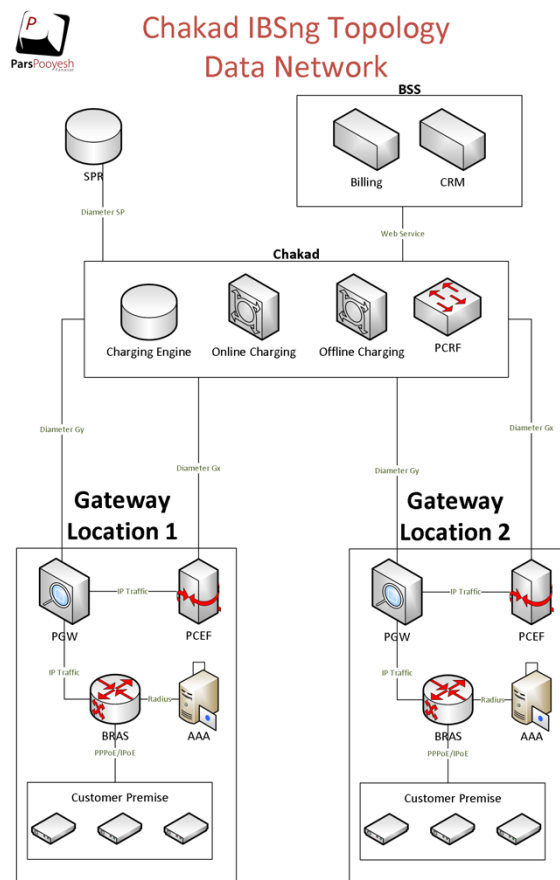 P
ParsPooyesh
Chakad IBSng Topology
Data Network
BSS
SPR
Billing
CRM
Diameter SP
Web Service
Chakad
Charging Engine
Online Charging
Offline Charging
PCRF
Diameter Gy
Diameter Gx
Diameter Gx
Diameter Gy
Gateway
Location 1
PGW
IP Traffic
PCEF
IP Traffic
BRAS
Radius
AAA
PPPoE/IPoE
Customer Premise
Gateway
Location 2
PGW
IP Traffic
PCEF
IP Traffic
BRAS
Radius
AAA
PPPoE/IPoE
Customer Premise